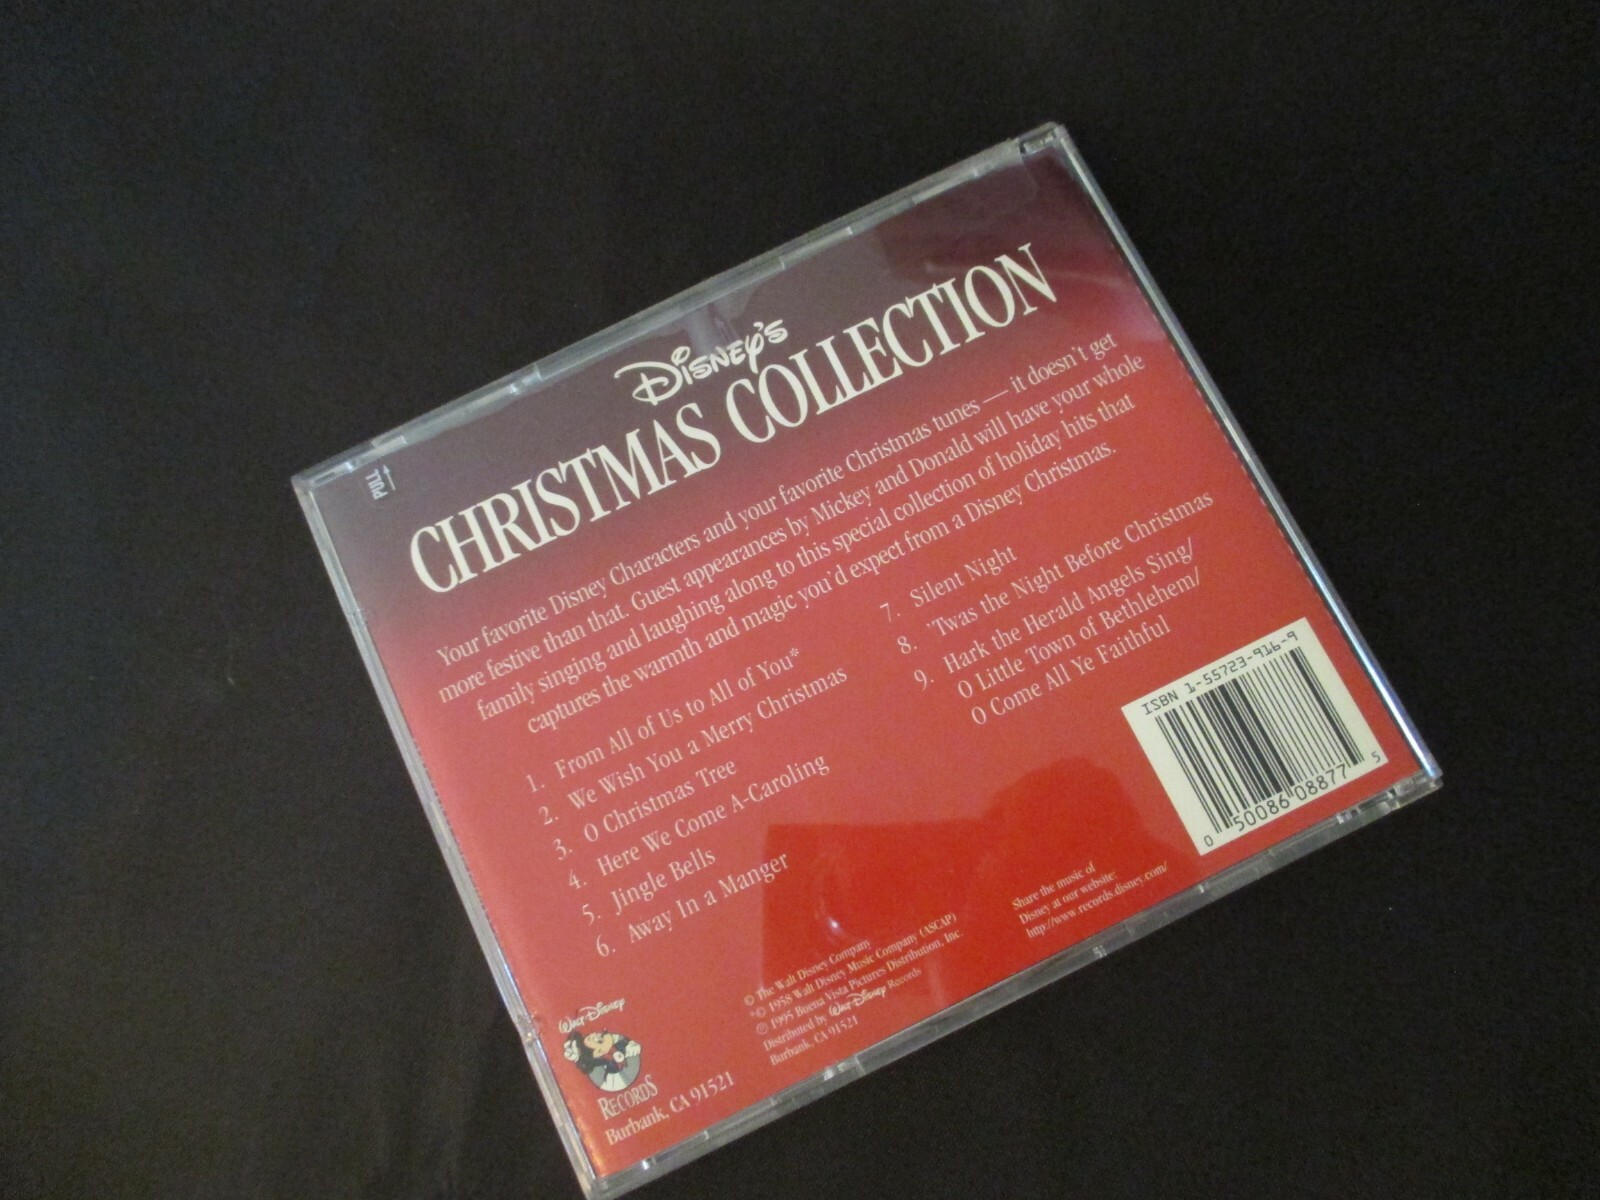 PULL
DISNEY'S
CHRISTMAS COLLECTION
Your favorite Disney Characters and your favorite Christmas tunes — it doesn't get
more festive than that. Guest appearances by Mickey and Donald will have your whole
family singing and laughing along to this special collection of holiday hits that
captures the warmth and magic you'd expect from a Disney Christmas.
1. From All of Us to All of You*
2. We Wish You a Merry Christmas
3. O Christmas Tree
4. Here We Come A-Caroling
5. Jingle Bells
6. Away In a Manger
7. Silent Night
8. 'Twas the Night Before Christmas
9. Hark the Herald Angels Sing/
O Little Town of Bethlehem/
O Come All Ye Faithful
ISBN 1-55723-916-9
0 50086 08877 5
WALT DISNEY
RECORDS
Burbank, CA 91521
© The Walt Disney Company
*© 1958 Walt Disney Music Company (ASCAP)
℗ 1995 Buena Vista Pictures Distribution, Inc.
Distributed by Walt Disney Records
Burbank, CA 91521
Share the music of
Disney at our website:
http://www.records.disney.com/